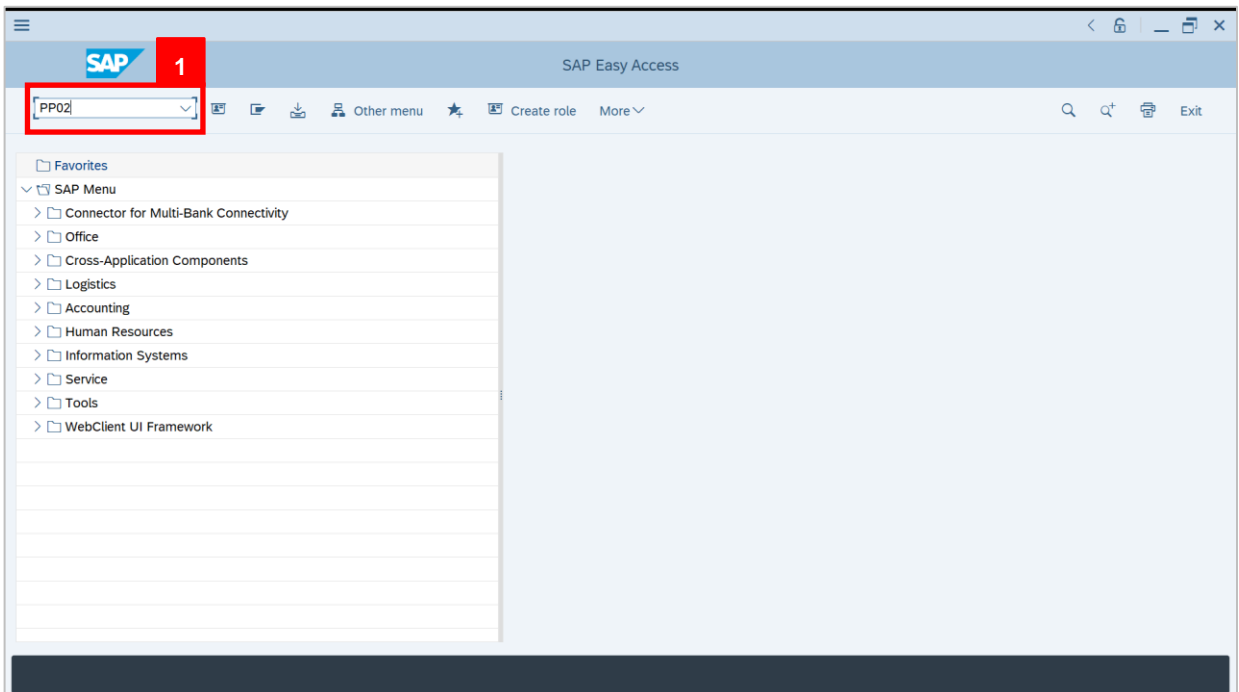 SAP
1
SAP Easy Access
PP02
Other menu
Create role
More
Exit
Favorites
SAP Menu
Connector for Multi-Bank Connectivity
Office
Cross-Application Components
Logistics
Accounting
Human Resources
Information Systems
Service
Tools
WebClient UI Framework